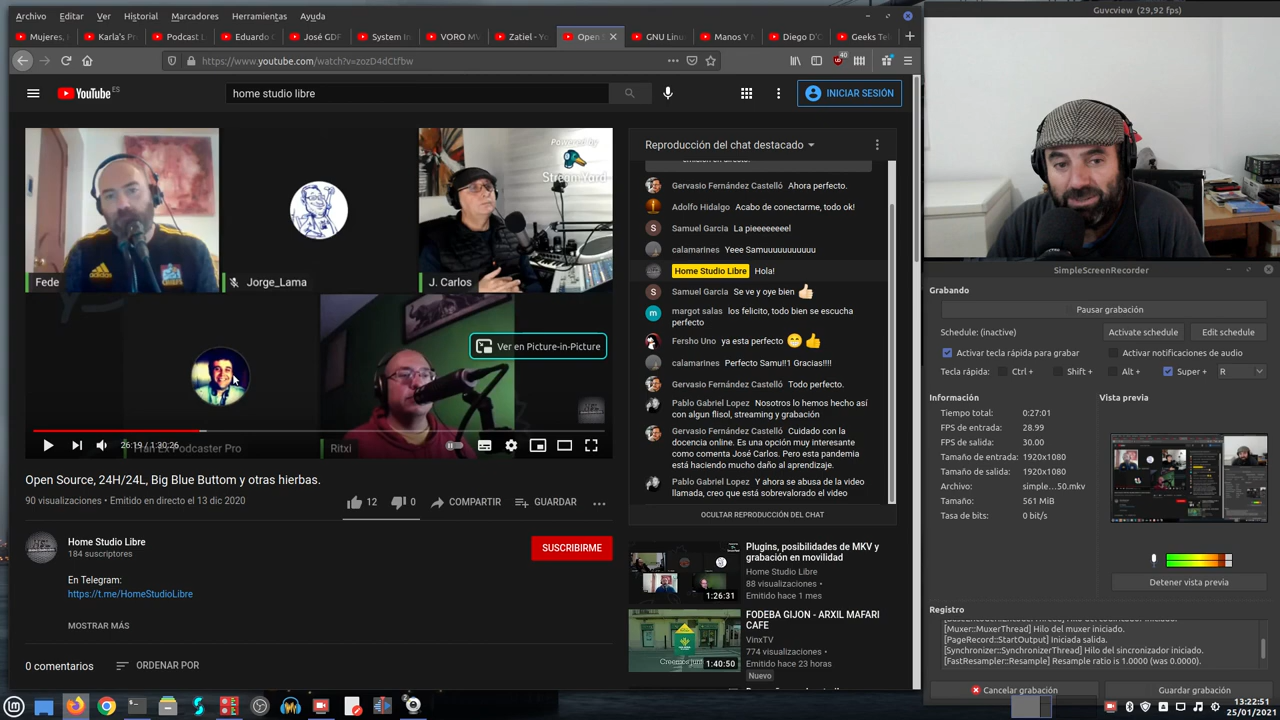 Archivo Editar Ver Historial Marcadores Herramientas Ayuda
Mujeres, Karla's Pr Podcast L Eduardo José GDF System In VORO MV Zatiel - Yo Open S GNU Linu Manos Y M Diego D'C Geeks Tele
https://www.youtube.com/watch?v=zozD4dCtfbw
40
YouTube ES
home studio libre
INICIAR SESIÓN
Powered by
StreamYard
Fede
Jorge_Lama
J. Carlos
Ver en Picture-in-Picture
26:19 / 1:30:26
Ritxi
Open Source, 24H/24L, Big Blue Buttom y otras hierbas.
90 visualizaciones • Emitido en directo el 13 dic 2020
12
0
COMPARTIR
GUARDAR
Home Studio Libre
184 suscriptores
SUSCRIBIRME
En Telegram:
https://t.me/HomeStudioLibre
MOSTRAR MÁS
0 comentarios
ORDENAR POR
Reproducción del chat destacado
Gervasio Fernández Castelló Ahora perfecto.
Adolfo Hidalgo Acabo de conectarme, todo ok!
S
Samuel Garcia La pieeeeeeel
calamarines Yeee Samuuuuuuuuuu
Home Studio Libre Hola!
S
Samuel Garcia Se ve y oye bien
m
margot salas los felicito, todo bien se escucha
perfecto
Fersho Uno ya esta perfecto
calamarines Perfecto Samu!!1 Gracias!!!!
Gervasio Fernández Castelló Todo perfecto.
Pablo Gabriel Lopez Nosotros lo hemos hecho así
con algun flisol, streaming y grabación
Gervasio Fernández Castelló Cuidado con la
docencia online. Es una opción muy interesante
como comenta José Carlos. Pero esta pandemia
está haciendo mucho daño al aprendizaje.
Pablo Gabriel Lopez Y ahora se abusa de la video
llamada, creo que está sobrevalorado el video
OCULTAR REPRODUCCIÓN DEL CHAT
Plugins, posibilidades de MKV y
grabación en movilidad
Home Studio Libre
88 visualizaciones •
Emitido hace 1 mes
1:26:31
FODEBA GIJON - ARXIL MAFARI
CAFE
VinxTV
774 visualizaciones •
Emitido hace 23 horas
1:40:50
Nuevo
Guvcview (29,92 fps)
SimpleScreenRecorder
Grabando
Pausar grabación
Schedule: (inactive)
Activate schedule
Edit schedule
Activar tecla rápida para grabar
Activar notificaciones de audio
Tecla rápida: Ctrl + Shift + Alt + Super + R
Información
Tiempo total: 0:27:01
FPS de entrada: 28.99
FPS de salida: 30.00
Tamaño de entrada: 1920x1080
Tamaño de salida: 1920x1080
Archivo: simple....50.mkv
Tamaño: 561 MiB
Tasa de bits: 0 bit/s
Vista previa
Detener vista previa
Registro
[Muxer::MuxerThread] Hilo del muxer iniciado.
[PageRecord::StartOutput] Iniciada salida.
[Synchronizer::SynchronizerThread] Hilo del sincronizador iniciado.
[FastResampler::Resample] Resample ratio is 1.0000 (was 0.0000).
Cancelar grabación
Guardar grabación
13:22:51
25/01/2021